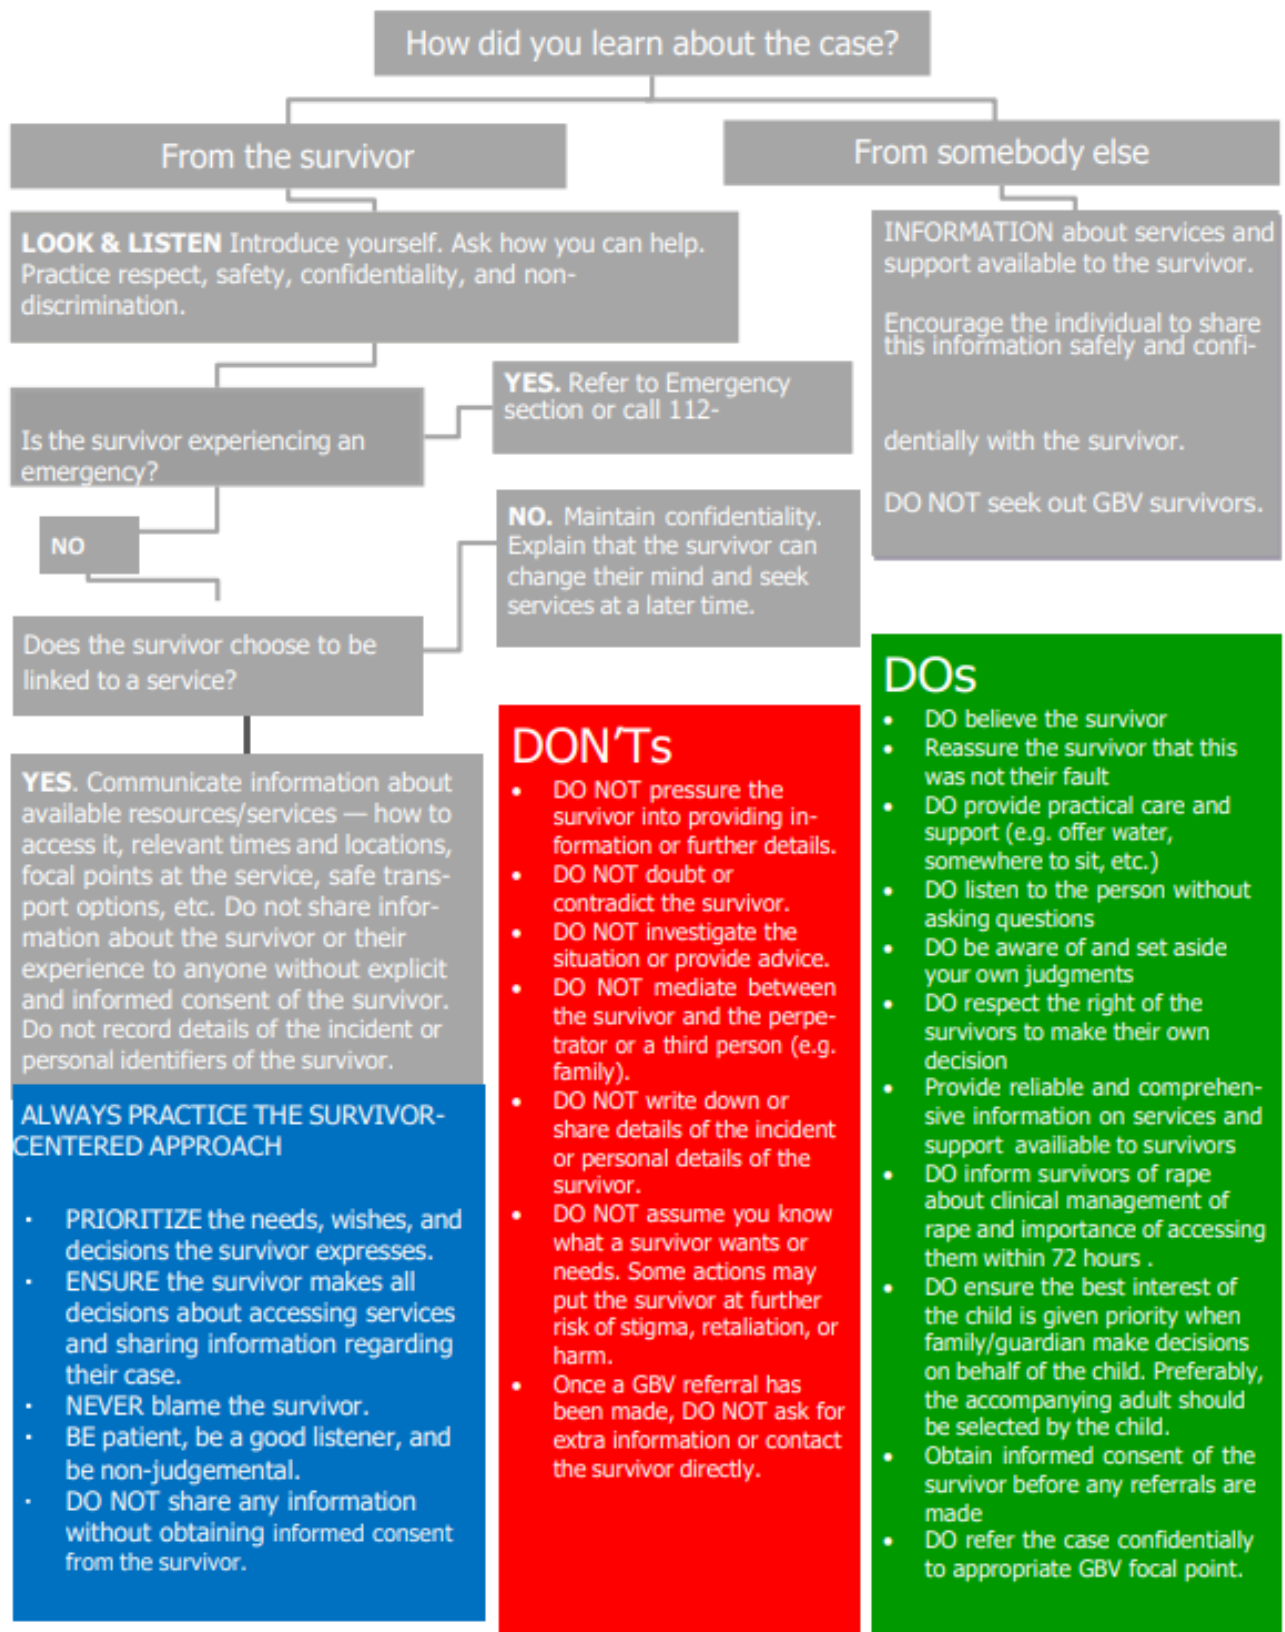 How did you learn about the case?
From the survivor
From somebody else
LOOK & LISTEN Introduce yourself. Ask how you can help.
Practice respect, safety, confidentiality, and non-
discrimination.
INFORMATION about services and
support available to the survivor.
Encourage the individual to share
this information safely and confi-
dentially with the survivor.
DO NOT seek out GBV survivors.
Is the survivor experiencing an
emergency?
YES. Refer to Emergency
section or call 112-
NO
NO. Maintain confidentiality.
Explain that the survivor can
change their mind and seek
services at a later time.
Does the survivor choose to be
linked to a service?
YES. Communicate information about
available resources/services — how to
access it, relevant times and locations,
focal points at the service, safe trans-
port options, etc. Do not share infor-
mation about the survivor or their
experience to anyone without explicit
and informed consent of the survivor.
Do not record details of the incident or
personal identifiers of the survivor.
ALWAYS PRACTICE THE SURVIVOR-
CENTERED APPROACH
· PRIORITIZE the needs, wishes, and
decisions the survivor expresses.
· ENSURE the survivor makes all
decisions about accessing services
and sharing information regarding
their case.
· NEVER blame the survivor.
· BE patient, be a good listener, and
be non-judgemental.
· DO NOT share any information
without obtaining informed consent
from the survivor.
DON'Ts
• DO NOT pressure the
survivor into providing in-
formation or further details.
• DO NOT doubt or
contradict the survivor.
• DO NOT investigate the
situation or provide advice.
• DO NOT mediate between
the survivor and the perpe-
trator or a third person (e.g.
family).
• DO NOT write down or
share details of the incident
or personal details of the
survivor.
• DO NOT assume you know
what a survivor wants or
needs. Some actions may
put the survivor at further
risk of stigma, retaliation, or
harm.
• Once a GBV referral has
been made, DO NOT ask for
extra information or contact
the survivor directly.
DOs
• DO believe the survivor
• Reassure the survivor that this
was not their fault
• DO provide practical care and
support (e.g. offer water,
somewhere to sit, etc.)
• DO listen to the person without
asking questions
• DO be aware of and set aside
your own judgments
• DO respect the right of the
survivors to make their own
decision
• Provide reliable and comprehen-
sive information on services and
support availiable to survivors
• DO inform survivors of rape
about clinical management of
rape and importance of accessing
them within 72 hours .
• DO ensure the best interest of
the child is given priority when
family/guardian make decisions
on behalf of the child. Preferably,
the accompanying adult should
be selected by the child.
• Obtain informed consent of the
survivor before any referrals are
made
• DO refer the case confidentially
to appropriate GBV focal point.